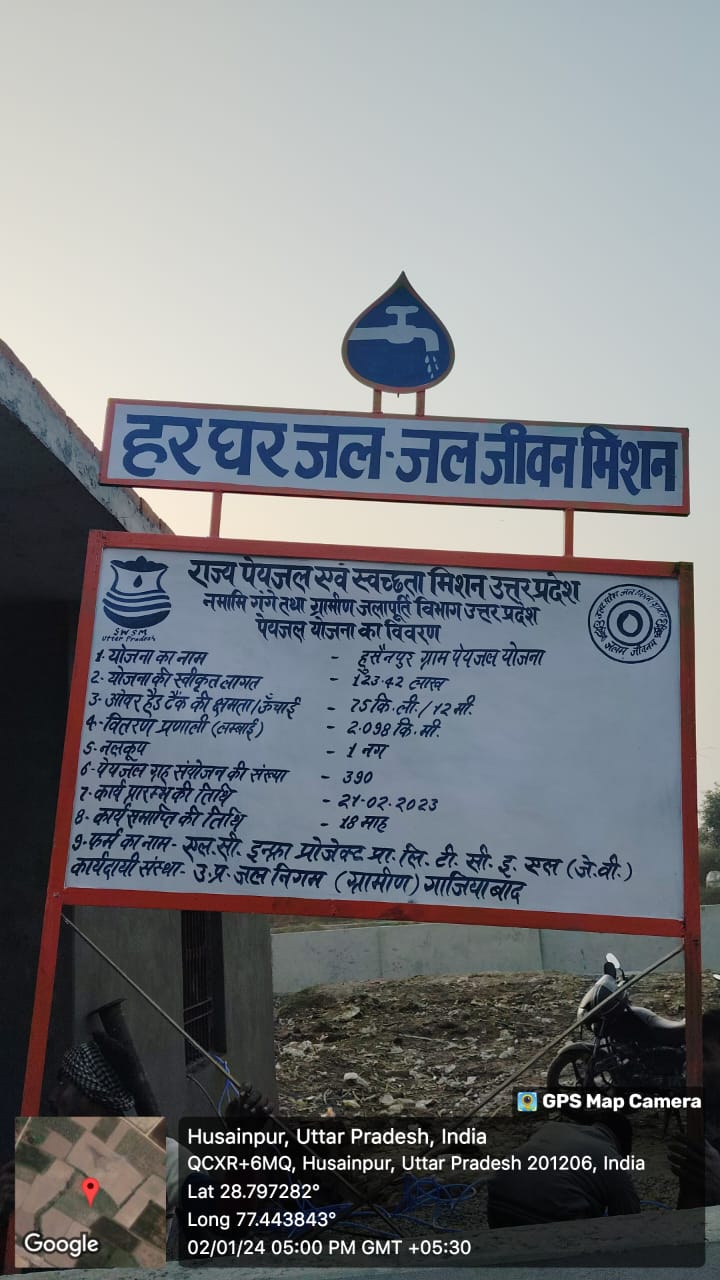 हर घर जल-जल जीवन मिशन
राज्य पेयजल एवं स्वच्छता मिशन उत्तर प्रदेश
नमामि गंगे तथा ग्रामीण जलापूर्ति विभाग उत्तर प्रदेश
पेयजल योजना का विवरण
SWSM
Uttar Pradesh
1- योजना का नाम - हुसैनपुर ग्राम पेयजल योजना
2- योजना की स्वीकृत लागत - 123.42 लाख
3- ओवर हैड टैंक की क्षमता/ऊँचाई - 75 कि.ली./12 मी.
4- वितरण प्रणाली (लम्बाई) - 2.098 कि.मी.
5- नलकूप - 1 नग
6- पेयजल गृह संयोजन की संख्या - 390
7- कार्य प्रारम्भ की तिथि - 21-02-2023
8- कार्य समाप्ति की तिथि - 18 माह
9- फर्म का नाम- एल.सी. इन्फ्रा प्रोजेक्ट प्रा. लि. टी. सी. इ. एल (जे.वी.)
कार्यदायी संस्था- उ.प्र. जल निगम (ग्रामीण) गाजियाबाद
GPS Map Camera
Husainpur, Uttar Pradesh, India
QCXR+6MQ, Husainpur, Uttar Pradesh 201206, India
Lat 28.797282°
Long 77.443843°
02/01/24 05:00 PM GMT +05:30
Google